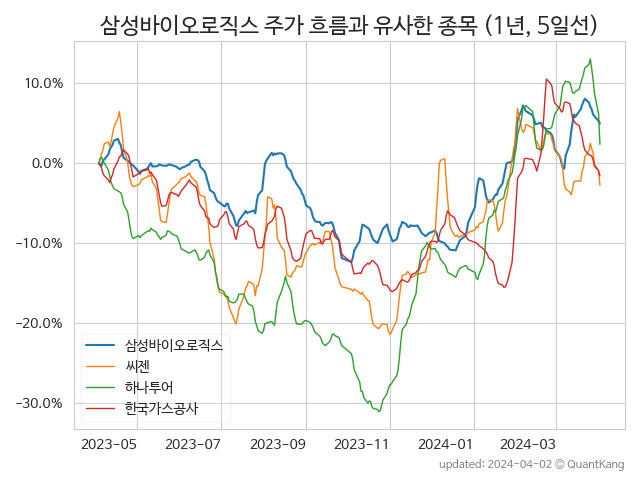 삼성바이오로직스 주가 흐름과 유사한 종목 (1년, 5일선)
10.0%
0.0%
−10.0%
−20.0%
−30.0%
삼성바이오로직스
씨젠
하나투어
한국가스공사
2023-05 2023-07 2023-09 2023-11 2024-01 2024-03
updated: 2024-04-02 © QuantKang